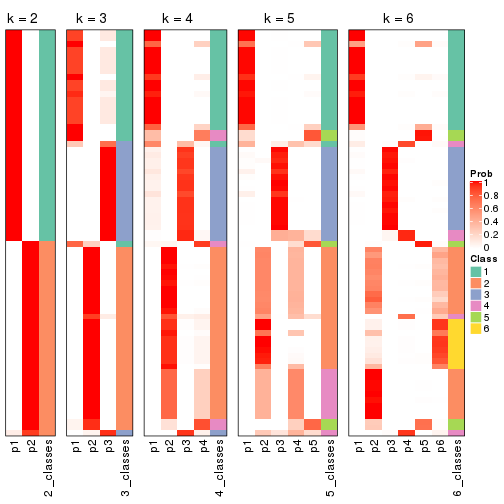 k = 2
k = 3
k = 4
k = 5
k = 6
p1
p2
2_classes
p1
p2
p3
3_classes
p1
p2
p3
p4
4_classes
p1
p2
p3
p4
p5
5_classes
p1
p2
p3
p4
p5
p6
6_classes
Prob
1
0.8
0.6
0.4
0.2
0
Class
1
2
3
4
5
6